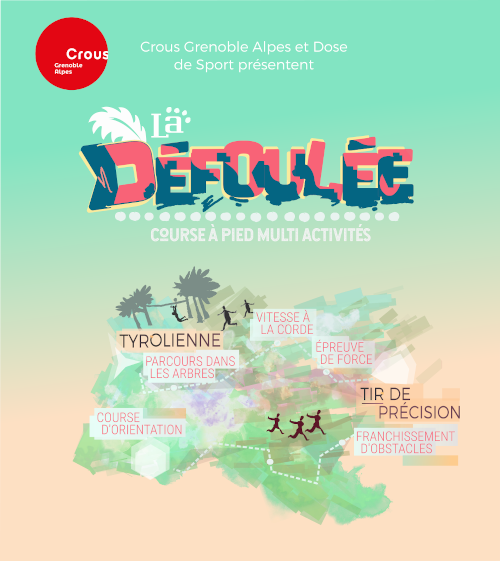 Crous
Grenoble
Alpes
Crous Grenoble Alpes et Dose
de Sport présentent
La
DÉFOULÉE
COURSE À PIED MULTI ACTIVITÉS
VITESSE À
LA CORDE
TYROLIENNE
ÉPREUVE
DE FORCE
PARCOURS DANS
LES ARBRES
TIR DE
PRÉCISION
COURSE
D'ORIENTATION
FRANCHISSEMENT
D'OBSTACLES